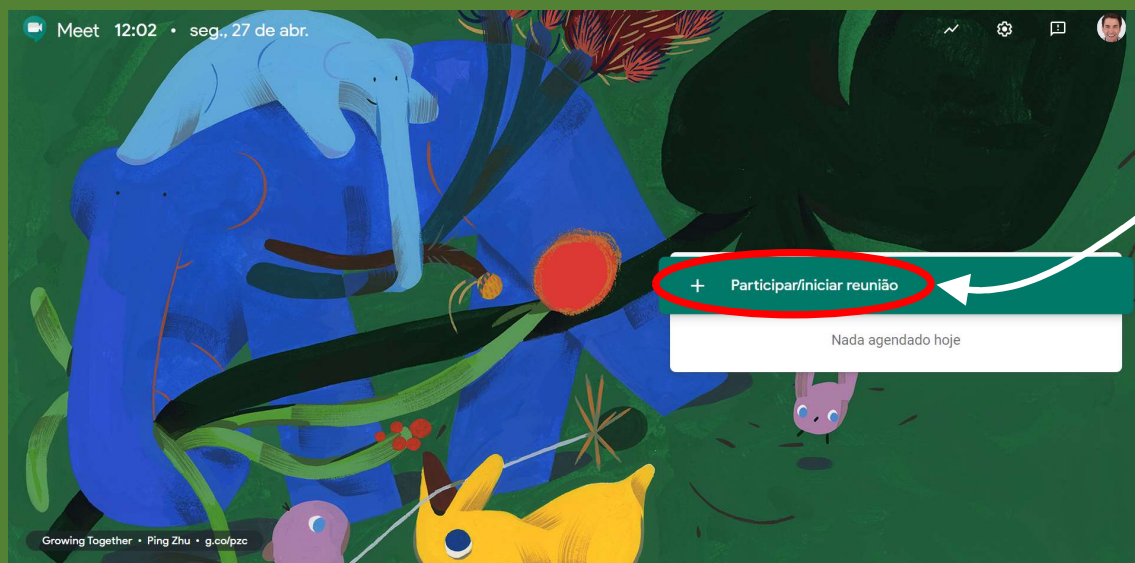 Meet 12:02 • seg., 27 de abr.
+ Participar/iniciar reunião
Nada agendado hoje
Growing Together • Ping Zhu • g.co/pzc